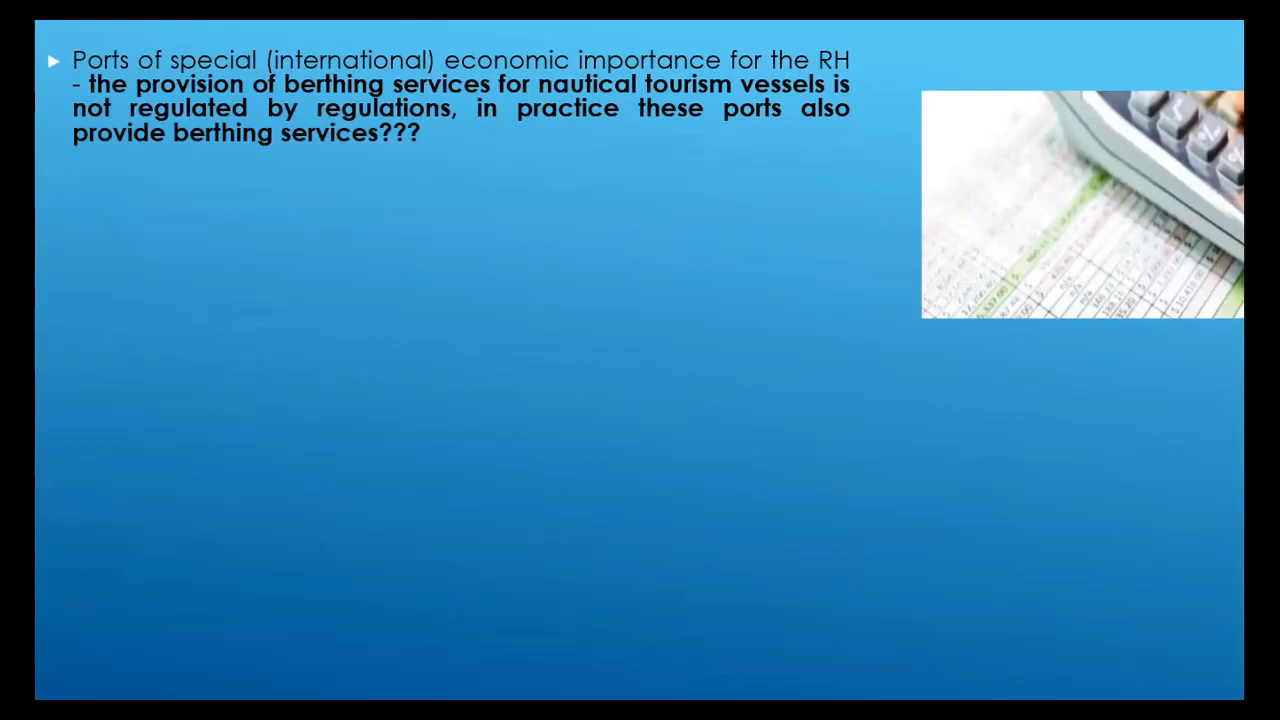 Ports of special (international) economic importance for the RH
- the provision of berthing services for nautical tourism vessels is
not regulated by regulations, in practice these ports also
provide berthing services???